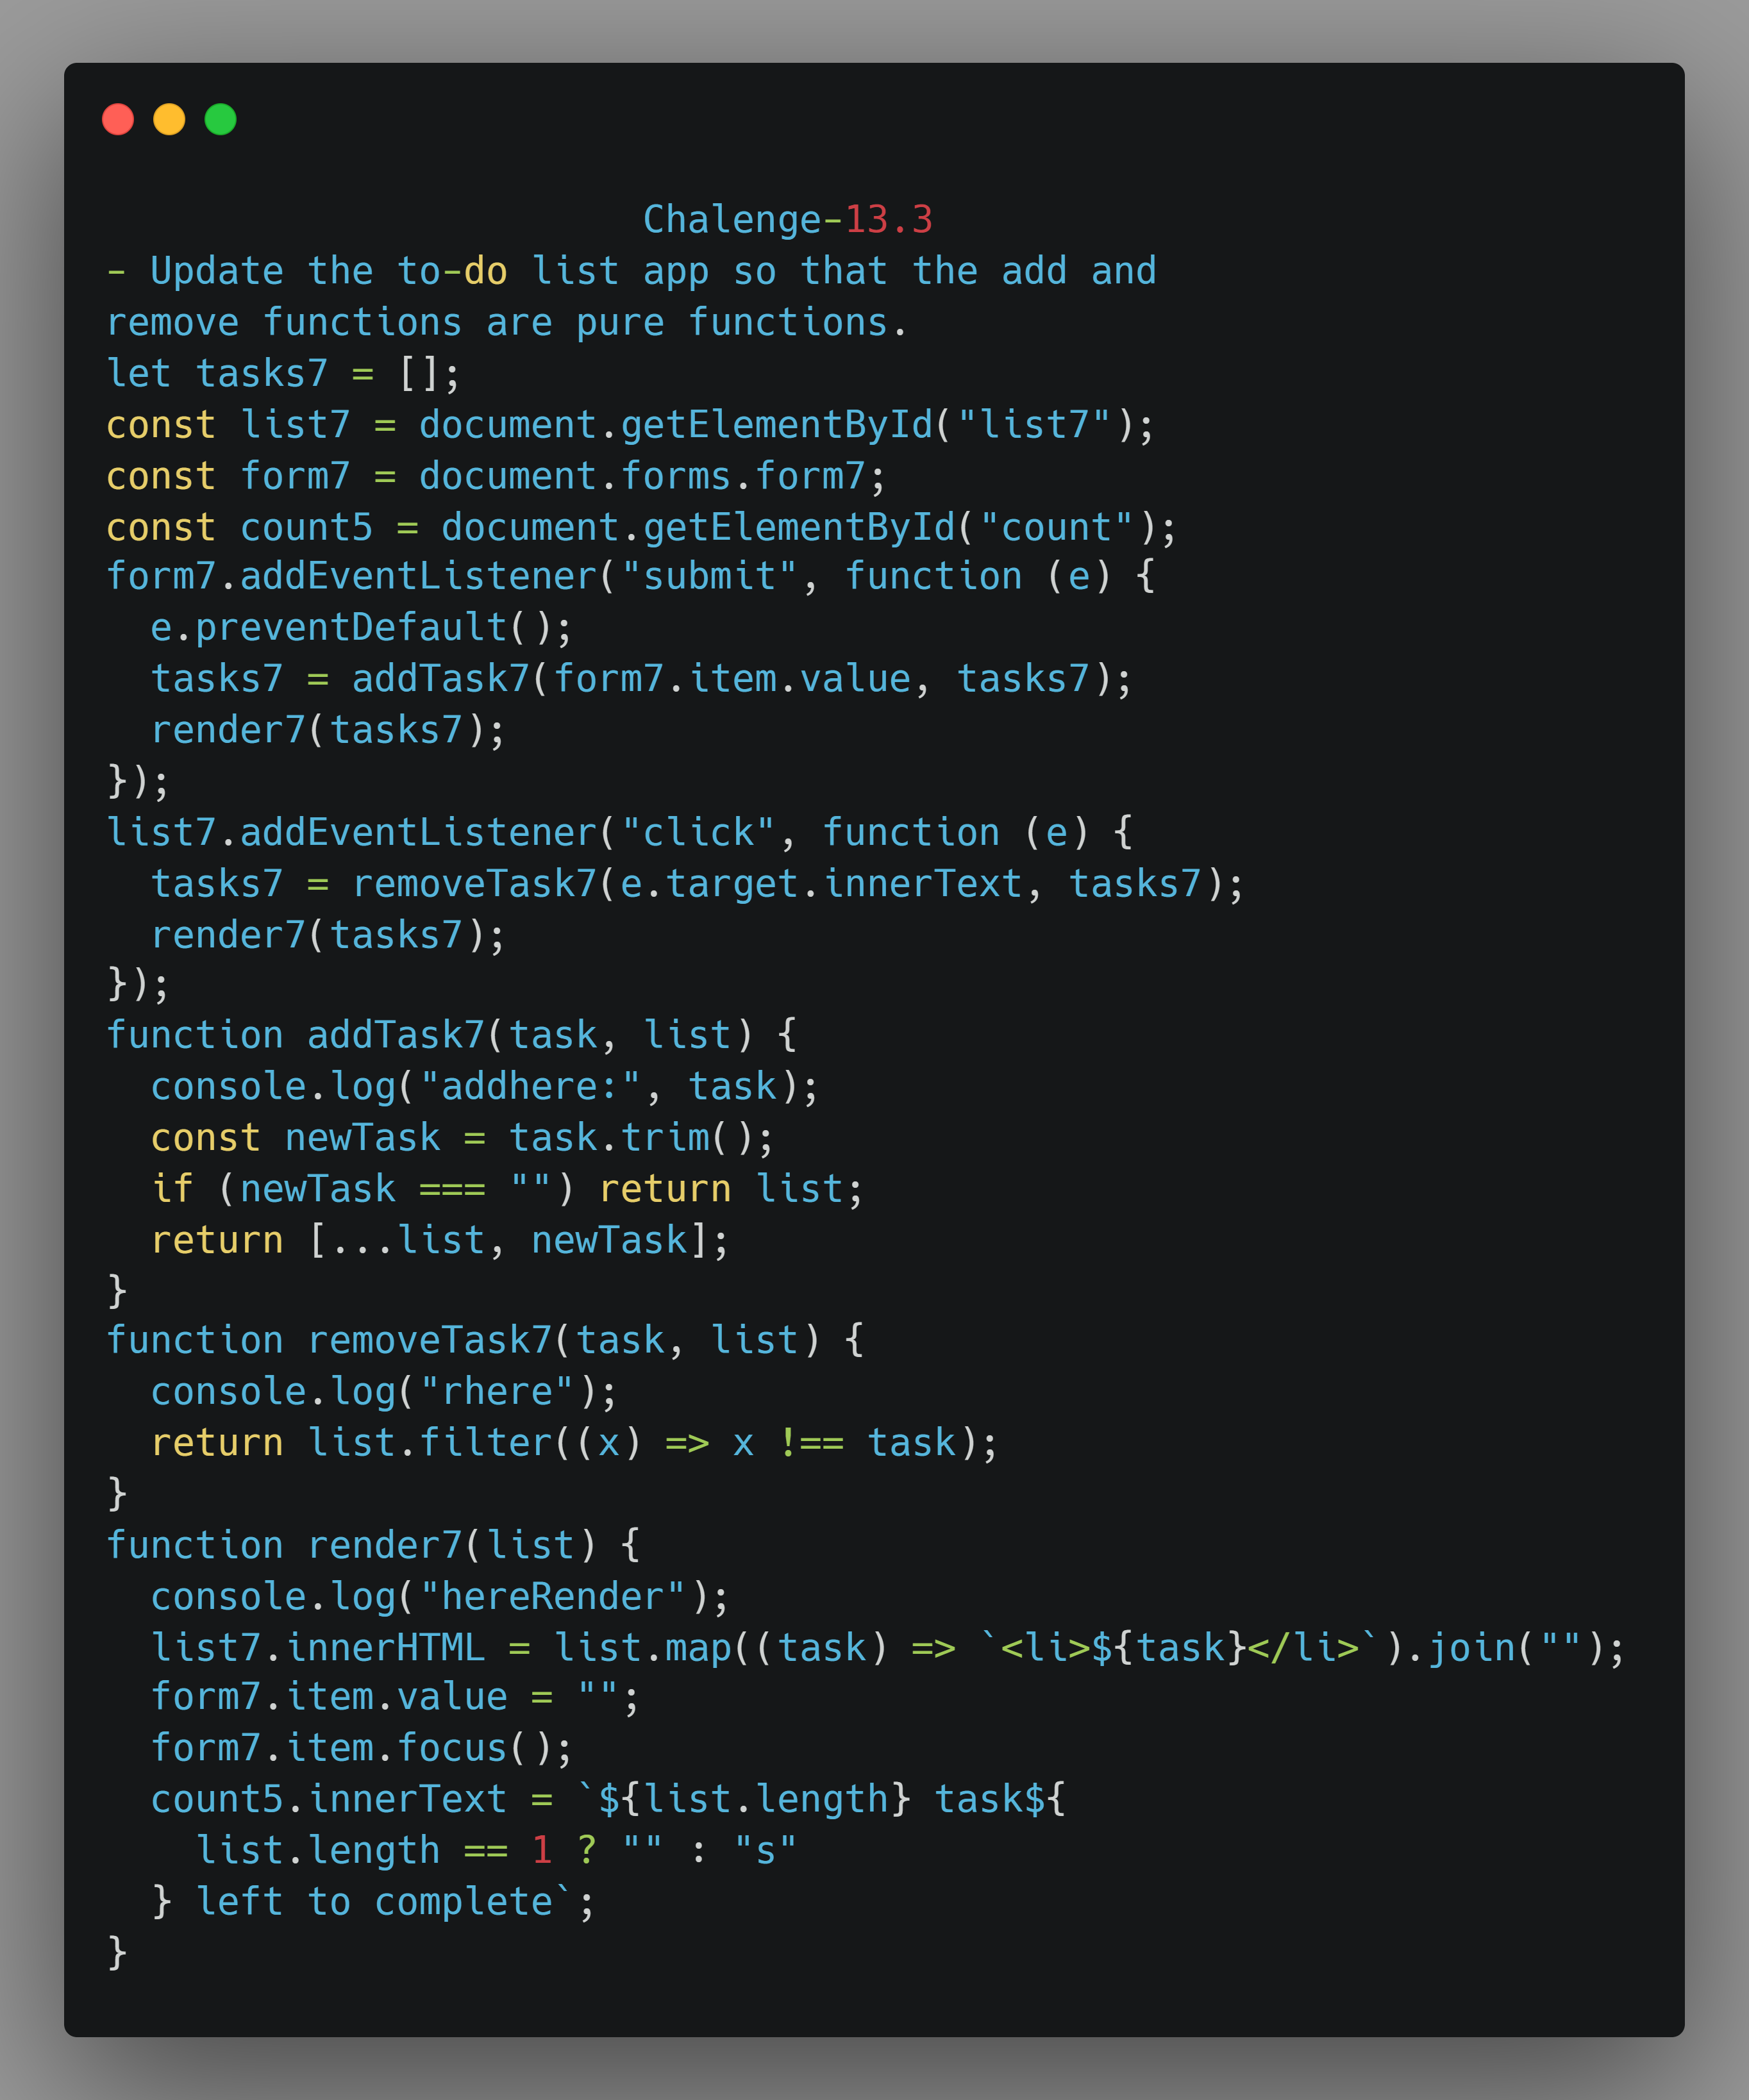 Chalenge-13.3
- Update the to-do list app so that the add and
remove functions are pure functions.
let tasks7 = [];
const list7 = document.getElementById("list7");
const form7 = document.forms.form7;
const count5 = document.getElementById("count");
form7.addEventListener("submit", function (e) {
  e.preventDefault();
  tasks7 = addTask7(form7.item.value, tasks7);
  render7(tasks7);
});
list7.addEventListener("click", function (e) {
  tasks7 = removeTask7(e.target.innerText, tasks7);
  render7(tasks7);
});
function addTask7(task, list) {
  console.log("addhere:", task);
  const newTask = task.trim();
  if (newTask === "") return list;
  return [...list, newTask];
}
function removeTask7(task, list) {
  console.log("rhere");
  return list.filter((x) => x !== task);
}
function render7(list) {
  console.log("hereRender");
  list7.innerHTML = list.map((task) => `<li>${task}</li>`).join("");
  form7.item.value = "";
  form7.item.focus();
  count5.innerText = `${list.length} task${
    list.length == 1 ? "" : "s"
  } left to complete`;
}